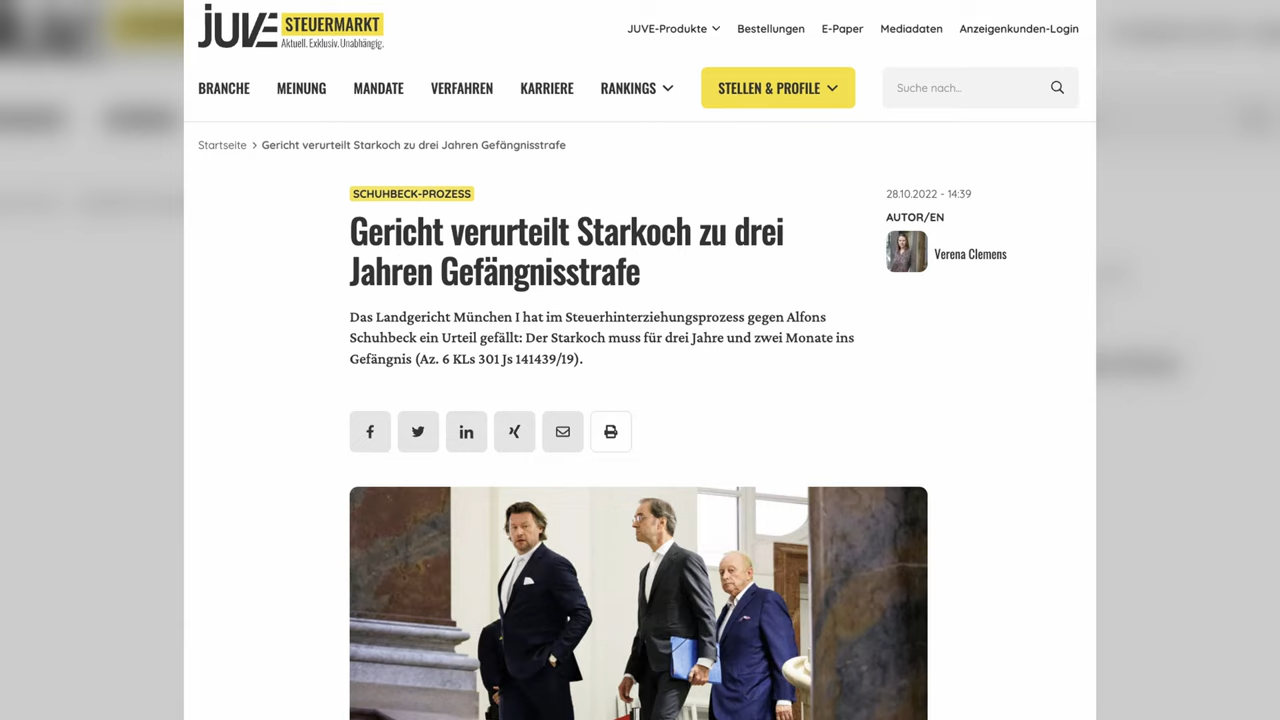 JUVE STEUERMARKT
Aktuell. Exklusiv. Unabhängig.
JUVE-Produkte Bestellungen E-Paper Mediadaten Anzeigenkunden-Login
BRANCHE MEINUNG MANDATE VERFAHREN KARRIERE RANKINGS STELLEN & PROFILE Suche nach...
Startseite > Gericht verurteilt Starkoch zu drei Jahren Gefängnisstrafe
SCHUHBECK-PROZESS
Gericht verurteilt Starkoch zu drei
Jahren Gefängnisstrafe
Das Landgericht München I hat im Steuerhinterziehungsprozess gegen Alfons
Schuhbeck ein Urteil gefällt: Der Starkoch muss für drei Jahre und zwei Monate ins
Gefängnis (Az. 6 KLs 301 Js 141439/19).
28.10.2022 - 14:39
AUTOR/EN
Verena Clemens